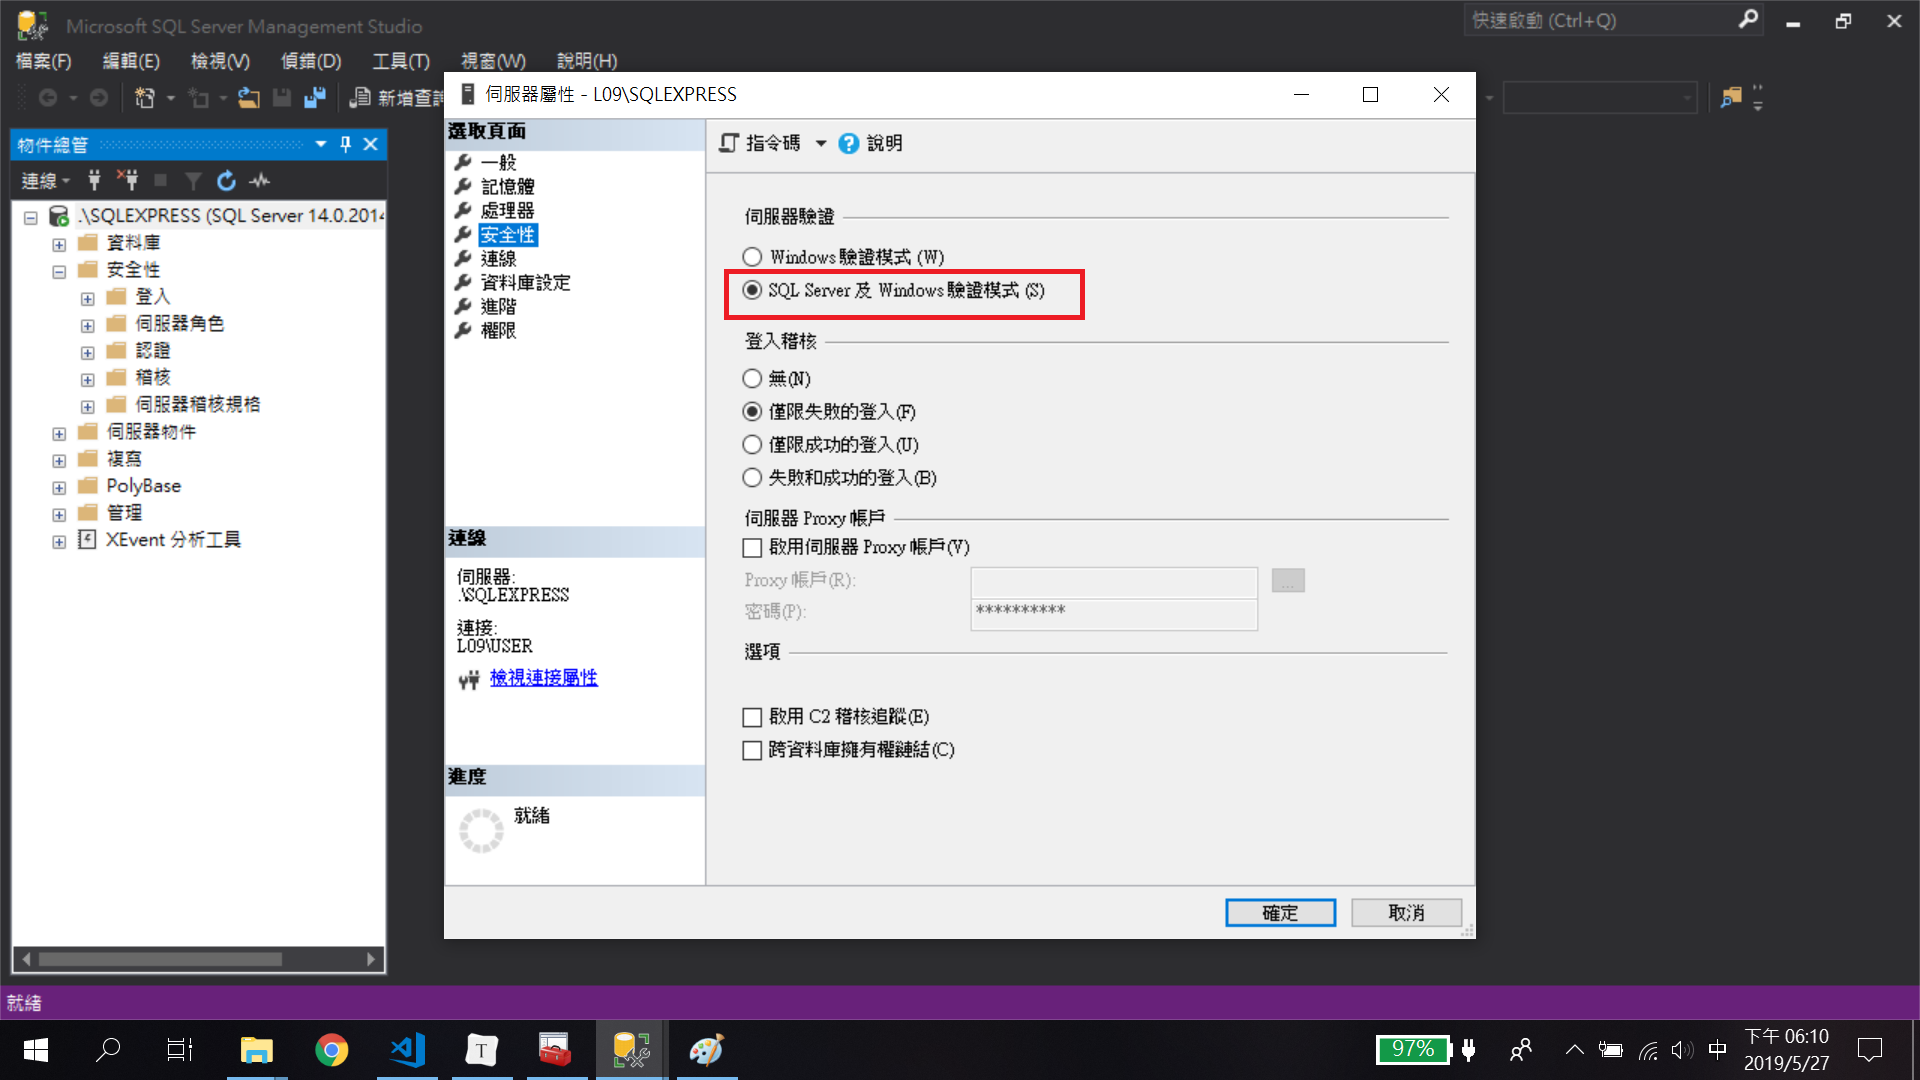 Microsoft SQL Server Management Studio
快速啟動 (Ctrl+Q)
檔案(F) 編輯(E) 檢視(V) 偵錯(D) 工具(T) 視窗(W) 說明(H)
新增查
伺服器屬性 - L09\SQLEXPRESS
物件總管
連線
.\SQLEXPRESS (SQL Server 14.0.2014
資料庫
安全性
登入
伺服器角色
認證
稽核
伺服器稽核規格
伺服器物件
複寫
PolyBase
管理
XEvent 分析工具
選取頁面
一般
記憶體
處理器
安全性
連線
資料庫設定
進階
權限
連線
伺服器:
.\SQLEXPRESS
連接:
L09\USER
檢視連接屬性
進度
就緒
指令碼 說明
伺服器驗證
Windows 驗證模式 (W)
SQL Server 及 Windows 驗證模式 (S)
登入稽核
無(N)
僅限失敗的登入(F)
僅限成功的登入(U)
失敗和成功的登入(B)
伺服器 Proxy 帳戶
啟用伺服器 Proxy 帳戶(V)
Proxy 帳戶(R):
...
密碼(P):
**********
選項
啟用 C2 稽核追蹤(E)
跨資料庫擁有權鏈結(C)
確定 取消
就緒
T
97%
中
下午 06:10
2019/5/27